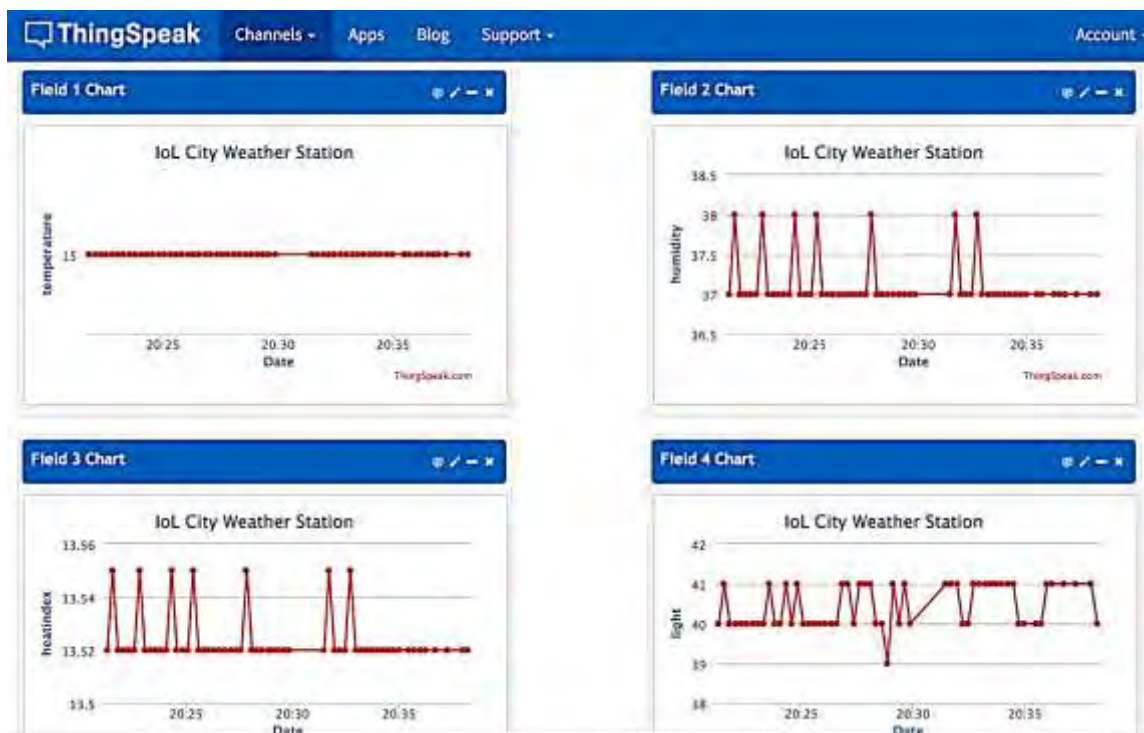 ThingSpeak Channels Apps Blog Support Account
Field 1 Chart
IoL City Weather Station
temperature
15
20:25 20:30 20:35
Date
ThingSpeak.com
Field 2 Chart
IoL City Weather Station
humidity
38.5
38
37.5
37
36.5
20:25 20:30 20:35
Date
ThingSpeak.com
Field 3 Chart
IoL City Weather Station
heatindex
13.56
13.54
13.52
13.5
20:25 20:30 20:35
Date
Field 4 Chart
IoL City Weather Station
light
42
41
40
39
38
20:25 20:30 20:35
Date